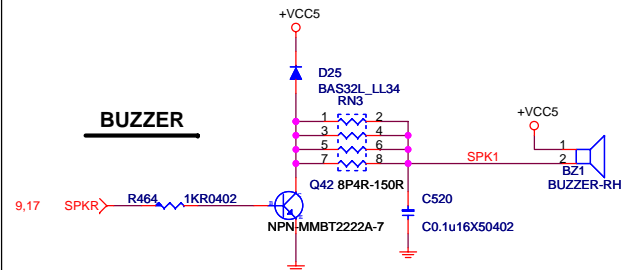 +VCC5
D25
BAS32L_LL34
RN3
BUZZER
+VCC5
1 2
3 4
5 6
7 8
SPK1
1
2
BZ1
BUZZER-RH
Q42 8P4R-150R
9,17 SPKR R464 1KR0402
C520
NPN-MMBT2222A-7
C0.1u16X50402